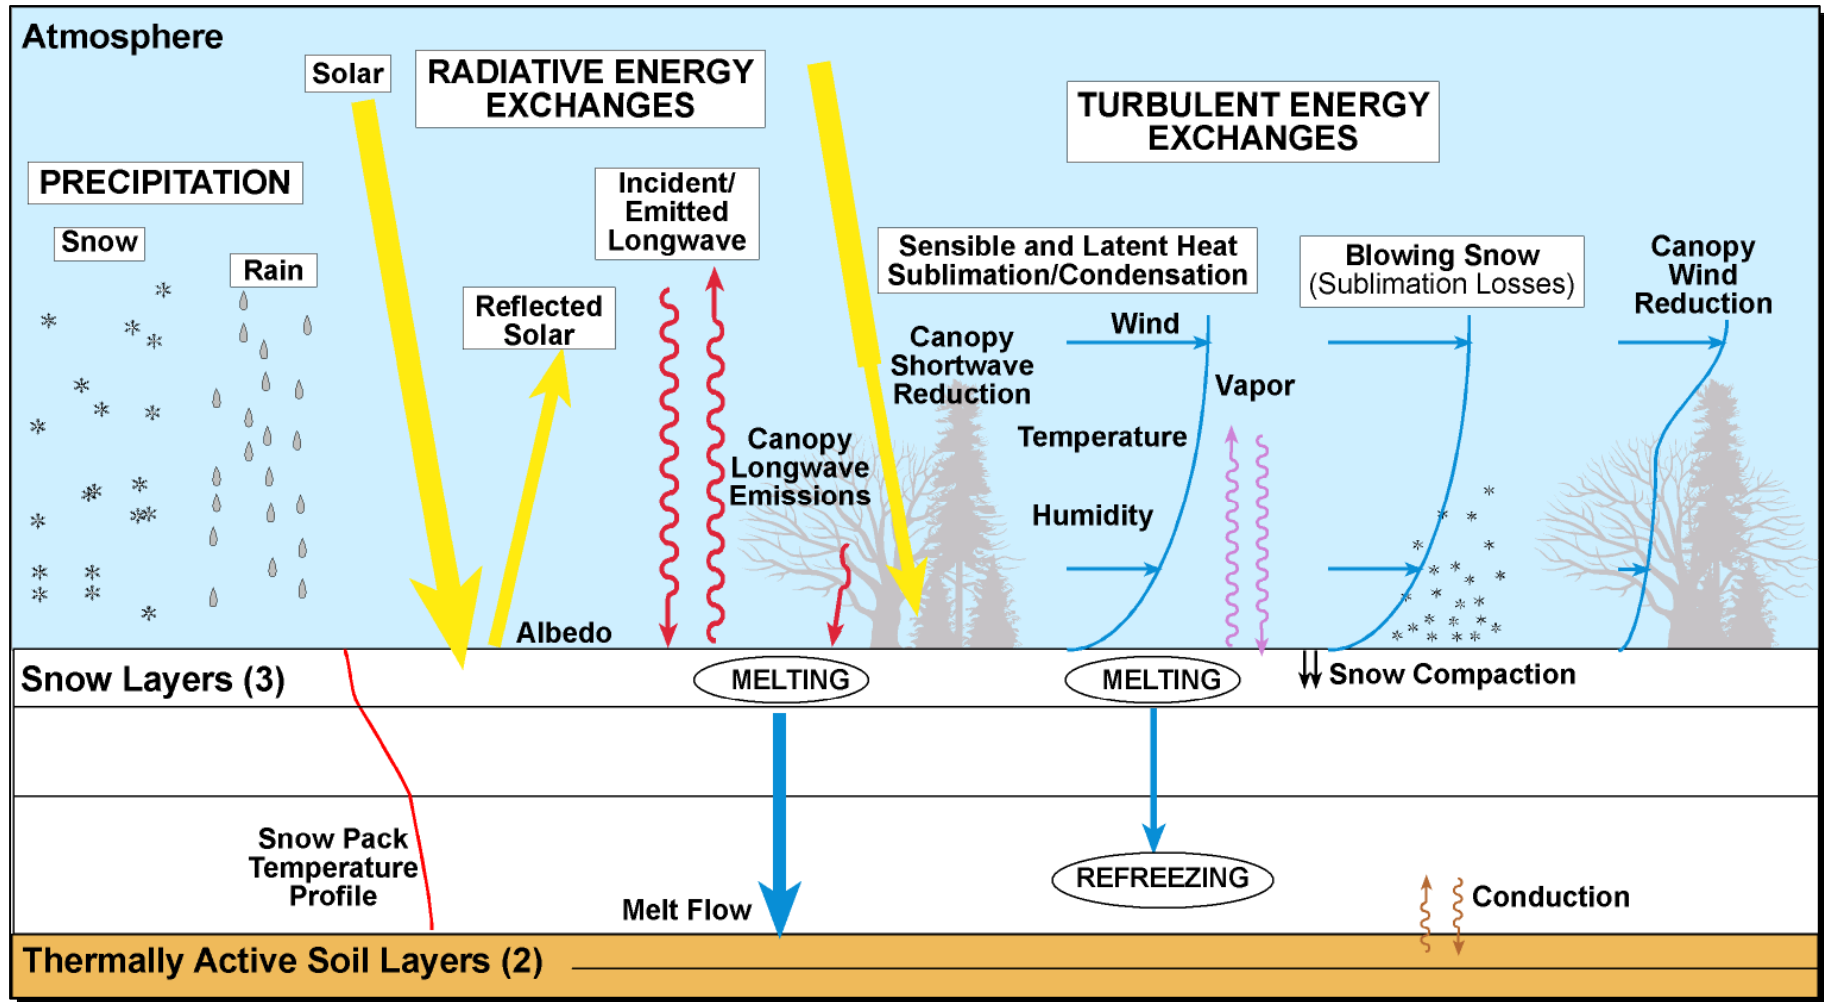 Atmosphere
Solar
RADIATIVE ENERGY
EXCHANGES
TURBULENT ENERGY
EXCHANGES
PRECIPITATION
Snow
Rain
Incident/
Emitted
Longwave
Reflected
Solar
Sensible and Latent Heat
Sublimation/Condensation
Blowing Snow
(Sublimation Losses)
Canopy
Wind
Reduction
Canopy
Shortwave
Reduction
Wind
Vapor
Temperature
Humidity
Canopy
Longwave
Emissions
Albedo
Snow Layers (3)
MELTING
MELTING
Snow Compaction
Snow Pack
Temperature
Profile
Melt Flow
REFREEZING
Conduction
Thermally Active Soil Layers (2)